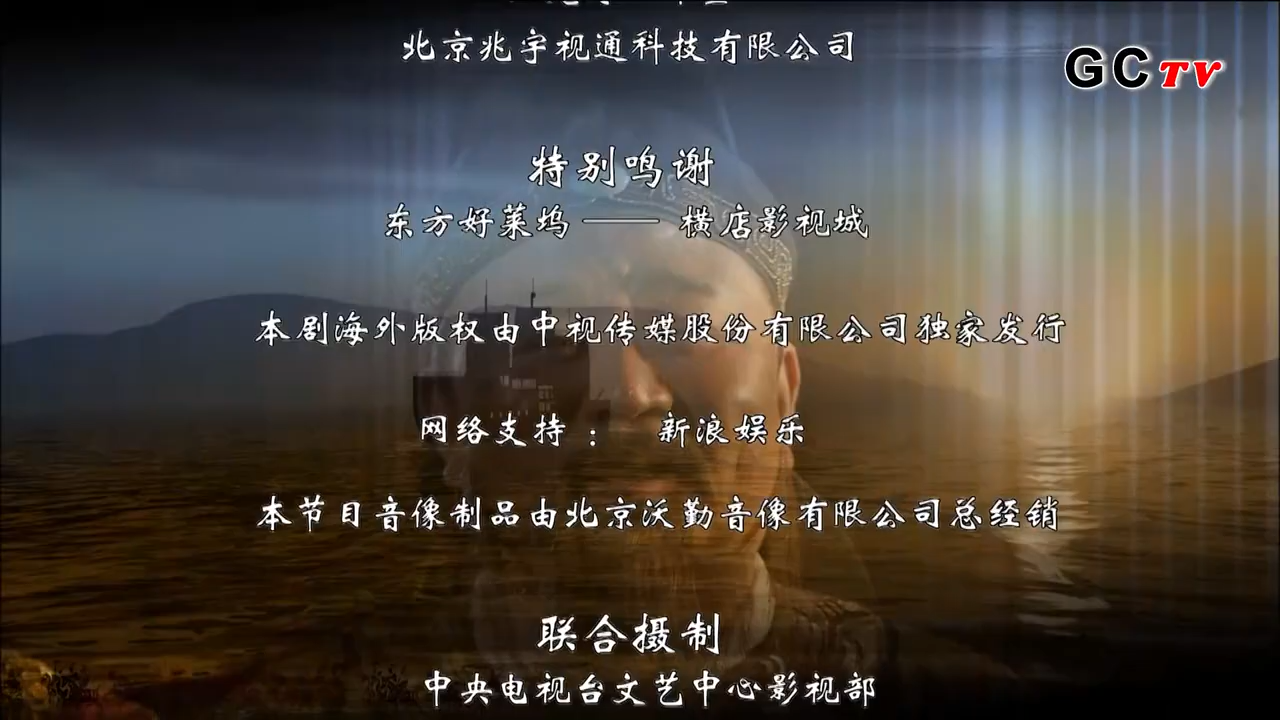 北京兆宇视通科技有限公司
GCTV
特别鸣谢
东方好莱坞——横店影视城
本剧海外版权由中视传媒股份有限公司独家发行
网络支持： 新浪娱乐
本节目音像制品由北京沃勤音像有限公司总经销
联合摄制
中央电视台文艺中心影视部